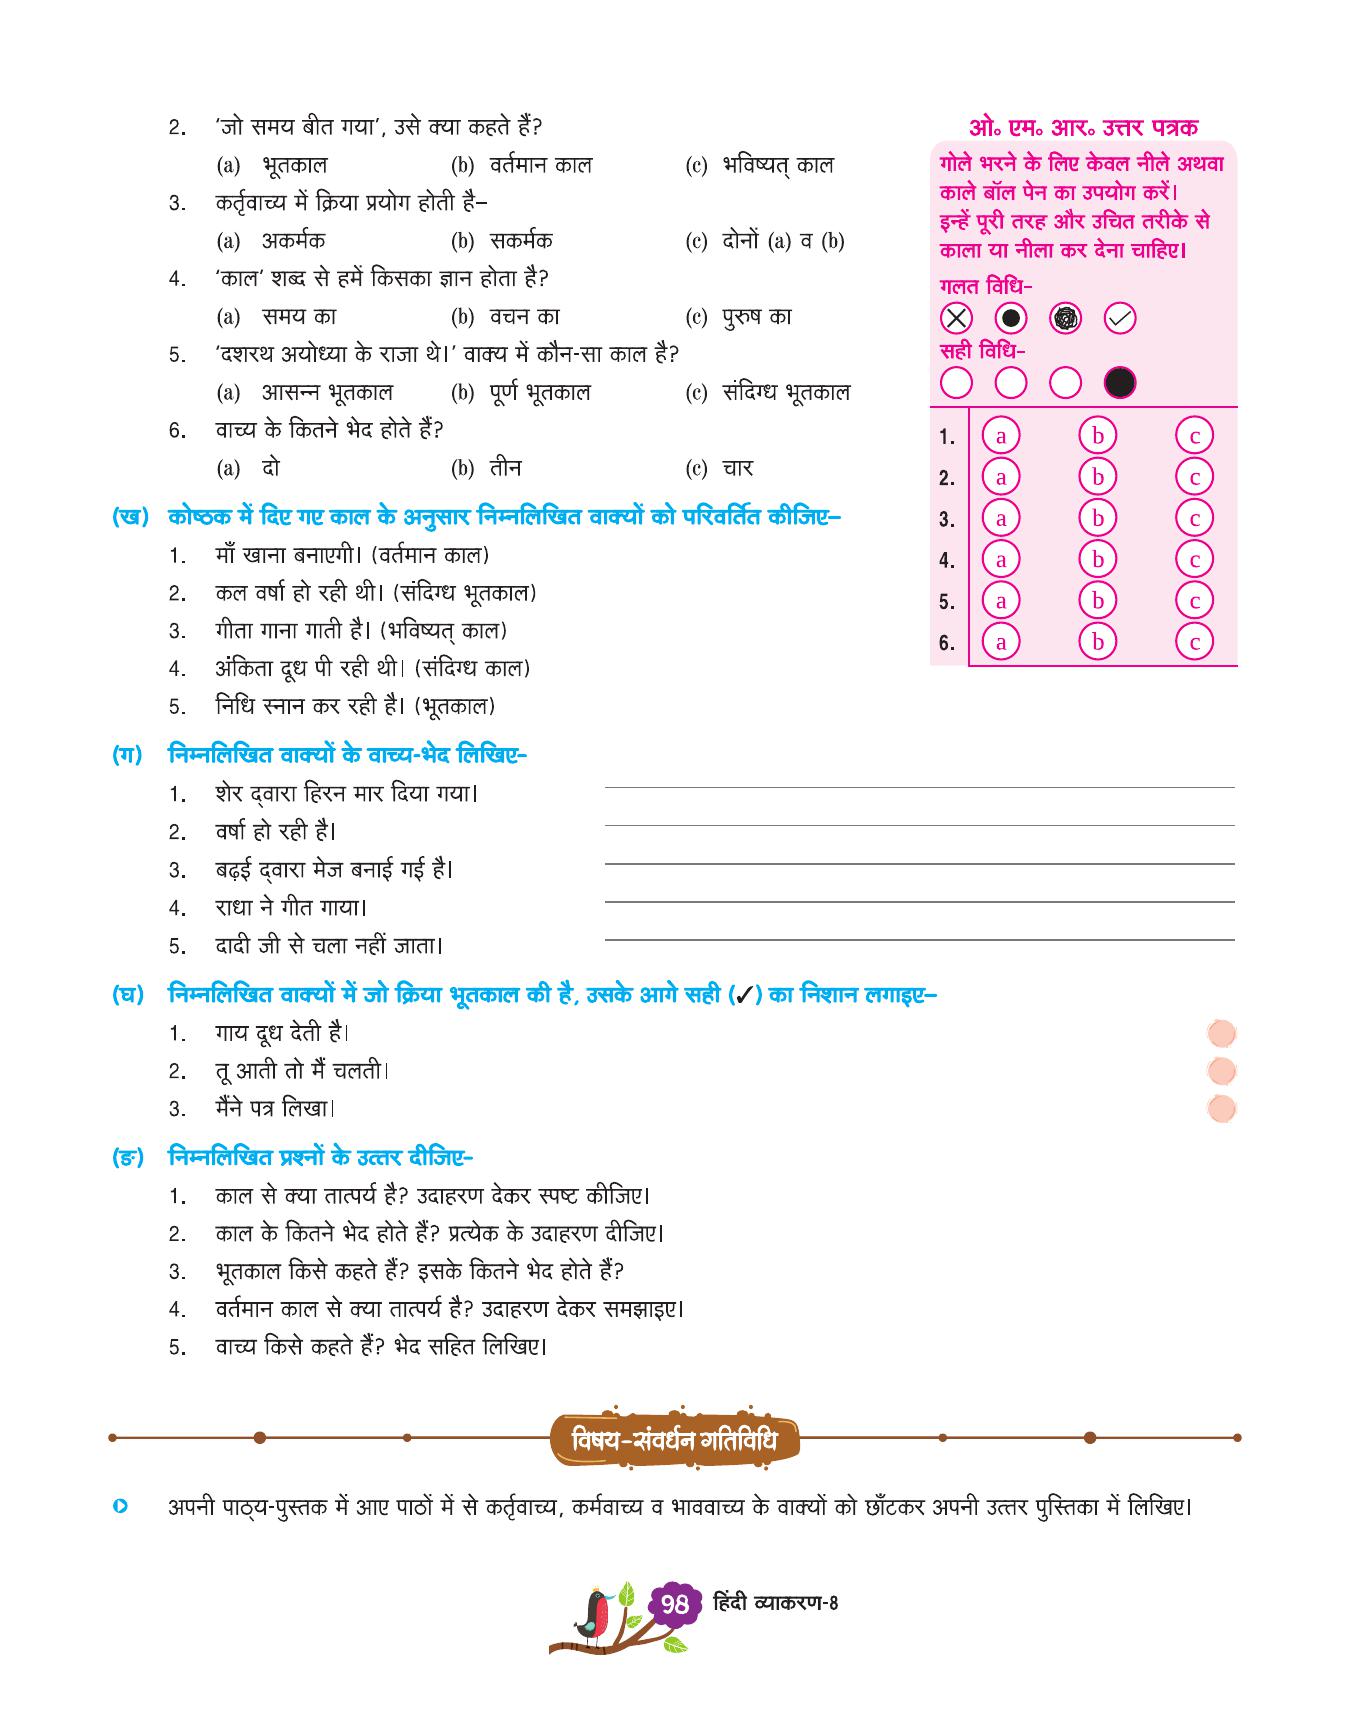 2. ‘जो समय बीत गया’, उसे क्या कहते हैं?
(a) भूतकाल (b) वर्तमान काल (c) भविष्यत् काल
3. कर्तृवाच्य में क्रिया प्रयोग होती है–
(a) अकर्मक (b) सकर्मक (c) दोनों (a) व (b)
4. ‘काल’ शब्द से हमें किसका ज्ञान होता है?
(a) समय का (b) वचन का (c) पुरुष का
5. ‘दशरथ अयोध्या के राजा थे।’ वाक्य में कौन-सा काल है?
(a) आसन्न भूतकाल (b) पूर्ण भूतकाल (c) संदिग्ध भूतकाल
6. वाच्य के कितने भेद होते हैं?
(a) दो (b) तीन (c) चार
ओ॰ एम॰ आर॰ उत्तर पत्रक
गोले भरने के लिए केवल नीले अथवा
काले बॉल पेन का उपयोग करें।
इन्हें पूरी तरह और उचित तरीके से
काला या नीला कर देना चाहिए।
गलत विधि–
सही विधि–
1. a b c
2. a b c
3. a b c
4. a b c
5. a b c
6. a b c
(ख) कोष्ठक में दिए गए काल के अनुसार निम्नलिखित वाक्यों को परिवर्तित कीजिए–
1. माँ खाना बनाएगी। (वर्तमान काल)
2. कल वर्षा हो रही थी। (संदिग्ध भूतकाल)
3. गीता गाना गाती है। (भविष्यत् काल)
4. अंकिता दूध पी रही थी। (संदिग्ध काल)
5. निधि स्नान कर रही है। (भूतकाल)
(ग) निम्नलिखित वाक्यों के वाच्य-भेद लिखिए–
1. शेर द्‌वारा हिरन मार दिया गया।
2. वर्षा हो रही है।
3. बढ़ई द्‌वारा मेज बनाई गई है।
4. राधा ने गीत गाया।
5. दादी जी से चला नहीं जाता।
(घ) निम्नलिखित वाक्यों में जो क्रिया भूतकाल की है, उसके आगे सही (✓) का निशान लगाइए–
1. गाय दूध देती है।
2. तू आती तो मैं चलती।
3. मैंने पत्र लिखा।
(ङ) निम्नलिखित प्रश्नों के उत्तर दीजिए–
1. काल से क्या तात्पर्य है? उदाहरण देकर स्पष्ट कीजिए।
2. काल के कितने भेद होते हैं? प्रत्येक के उदाहरण दीजिए।
3. भूतकाल किसे कहते हैं? इसके कितने भेद होते हैं?
4. वर्तमान काल से क्या तात्पर्य है? उदाहरण देकर समझाइए।
5. वाच्य किसे कहते हैं? भेद सहित लिखिए।
विषय-संवर्धन गतिविधि
अपनी पाठ्य-पुस्तक में आए पाठों में से कर्तृवाच्य, कर्मवाच्य व भाववाच्य के वाक्यों को छाँटकर अपनी उत्तर पुस्तिका में लिखिए।
98 हिंदी व्याकरण-8